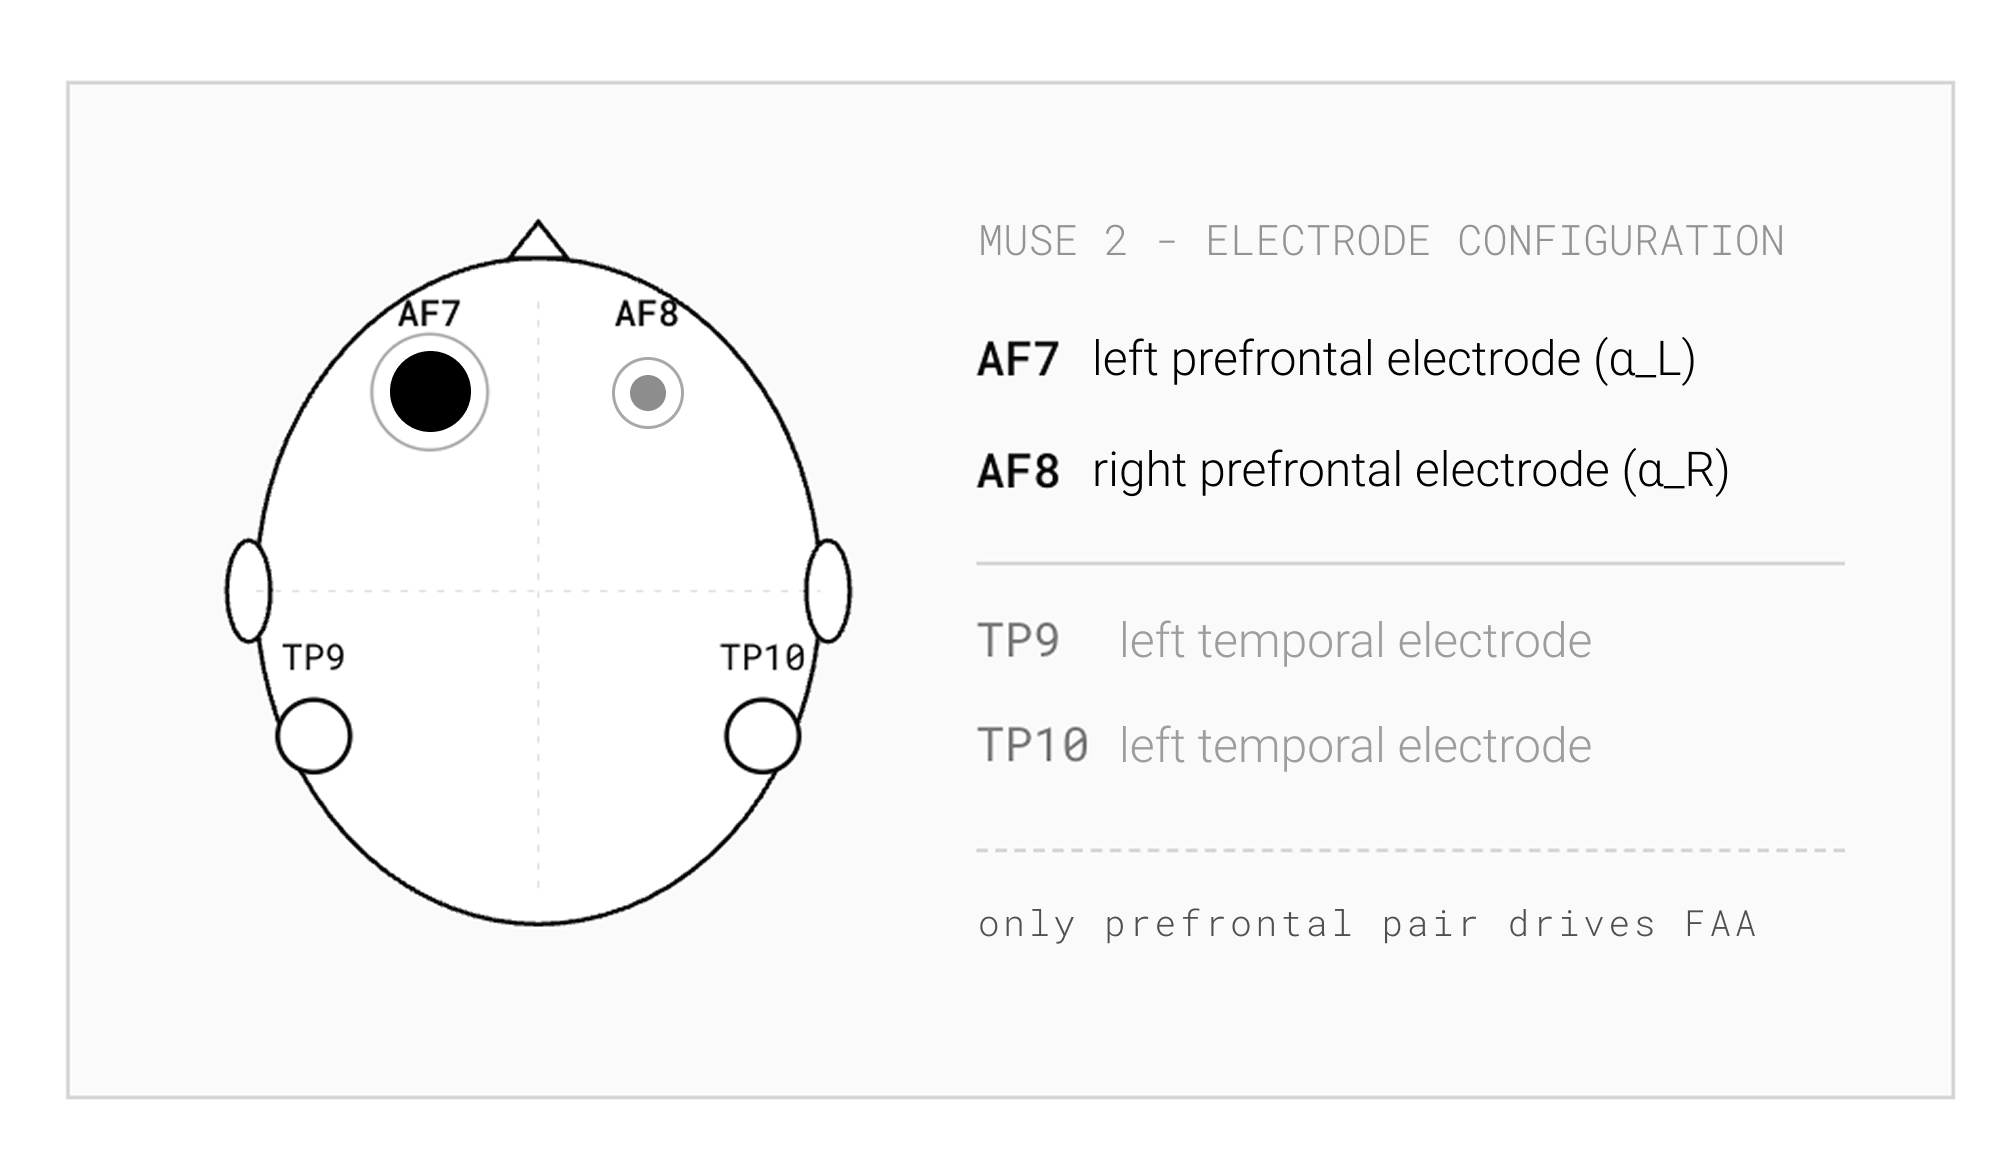 MUSE 2 - ELECTRODE CONFIGURATION
AF7 AF8
AF7 left prefrontal electrode (α_L)
AF8 right prefrontal electrode (α_R)
TP9 TP10
TP9 left temporal electrode
TP10 left temporal electrode
only prefrontal pair drives FAA